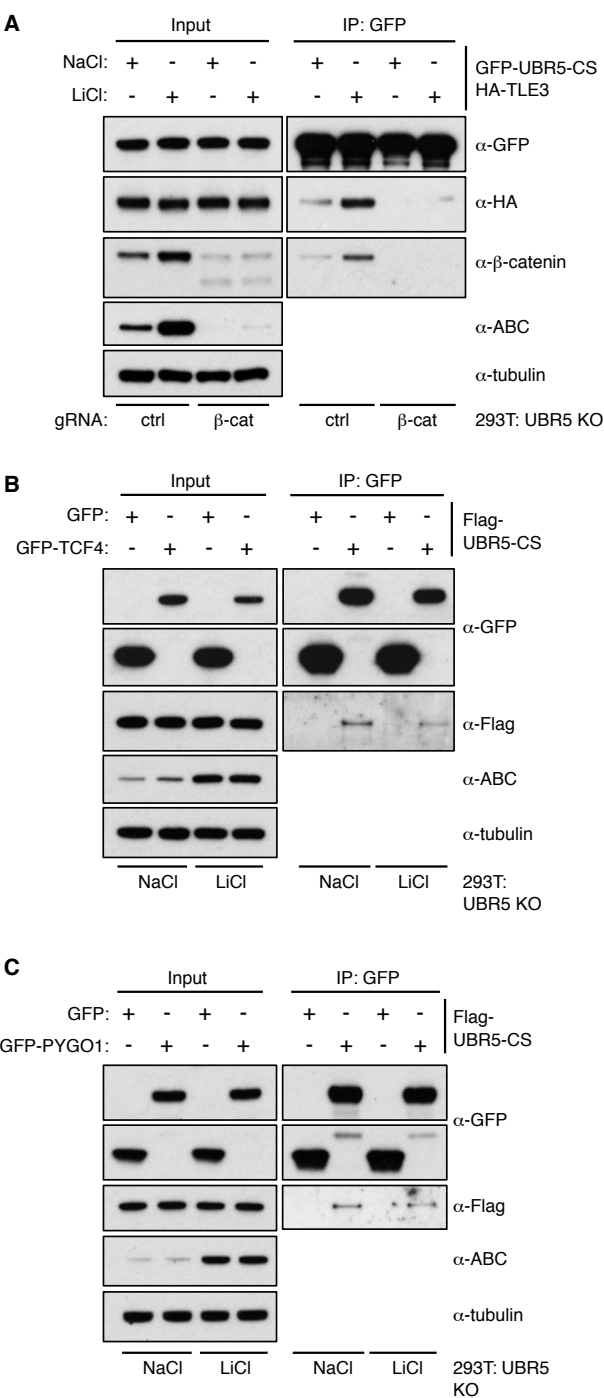 A
Input IP: GFP
NaCl: + - + - + - + -
LiCl: - + - + - + - +
GFP-UBR5-CS
HA-TLE3
α-GFP
α-HA
α-β-catenin
α-ABC
α-tubulin
gRNA: ctrl β-cat ctrl β-cat 293T: UBR5 KO
B
Input IP: GFP
GFP: + - + - + - + -
GFP-TCF4: - + - + - + - +
Flag-
UBR5-CS
α-GFP
α-Flag
α-ABC
α-tubulin
NaCl LiCl NaCl LiCl 293T:
UBR5 KO
C
Input IP: GFP
GFP: + - + - + - + -
GFP-PYGO1: - + - + - + - +
Flag-
UBR5-CS
α-GFP
α-Flag
α-ABC
α-tubulin
NaCl LiCl NaCl LiCl 293T: UBR5
KO